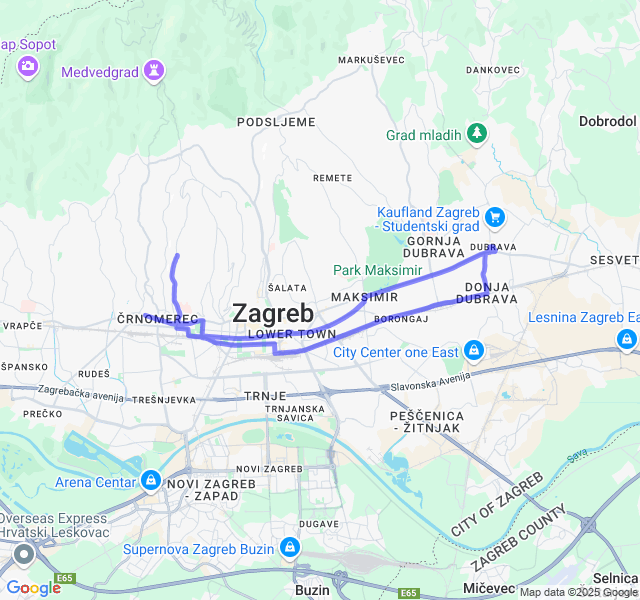 ap Sopot
Medvedgrad
MARKUŠEVEC
DANKOVEC
PODSLJEME
Grad mladih
Dobrodol
REMETE
Kaufland Zagreb
- Studentski grad
GORNJA
DUBRAVA
DUBRAVA
SESVET
Park Maksimir
ŠALATA
MAKSIMIR
DONJA
DUBRAVA
Zagreb
ČRNOMEREC
VRAPČE
LOWER TOWN
BORONGAJ
Lesnina Zagreb Ea
City Center one East
ŠPANSKO
RUDEŠ
Slavonska Avenija
Zagrebačka avenija
TREŠNJEVKA
TRNJE
PREČKO
TRNJANSKA
SAVICA
PEŠČENICA
- ŽITNJAK
Sava
NOVI ZAGREB
Arena Centar
NOVI ZAGREB
- ZAPAD
CITY OF ZAGREB
ZAGREB COUNTY
Overseas Express
Hrvatski Leskovac
DUGAVE
Supernova Zagreb Buzin
E65
Buzin
E65
Mičevec
Selnica
Google
Map data ©2025 Google